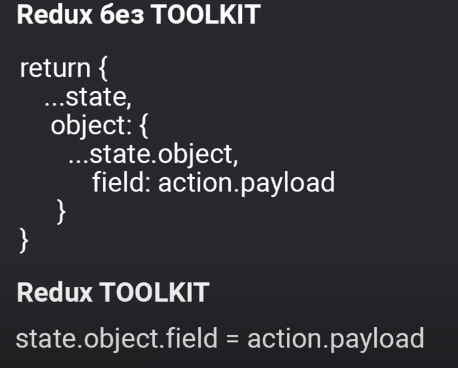 Redux без TOOLKIT
return {
...state,
object: {
...state.object,
field: action.payload
}
}
Redux TOOLKIT
state.object.field = action.payload